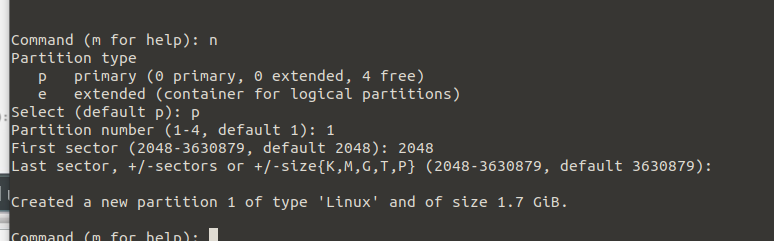 Command (m for help): n
Partition type
   p   primary (0 primary, 0 extended, 4 free)
   e   extended (container for logical partitions)
Select (default p): p
Partition number (1-4, default 1): 1
First sector (2048-3630879, default 2048): 2048
Last sector, +/-sectors or +/-size{K,M,G,T,P} (2048-3630879, default 3630879):
Created a new partition 1 of type 'Linux' and of size 1.7 GiB.
Command (m for help):